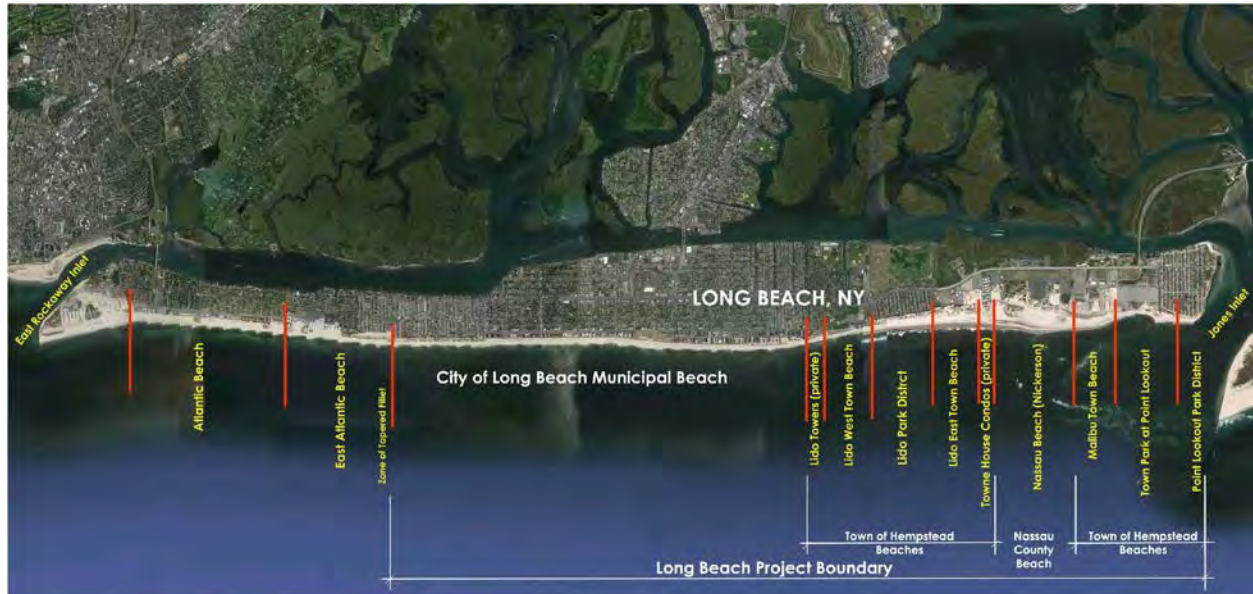 LONG BEACH, NY
East Rockaway Inlet
Jones Inlet
Atlantic Beach
East Atlantic Beach
Zone of Tapered Fillet
City of Long Beach Municipal Beach
Lido Towers (private)
Lido West Town Beach
Lido Park District
Lido East Town Beach
Towne House Condos (private)
Nassau Beach (Nickerson)
Malibu Town Beach
Town Park at Point Lookout
Point Lookout Park District
Town of Hempstead
Beaches
Nassau
County
Beach
Town of Hempstead
Beaches
Long Beach Project Boundary